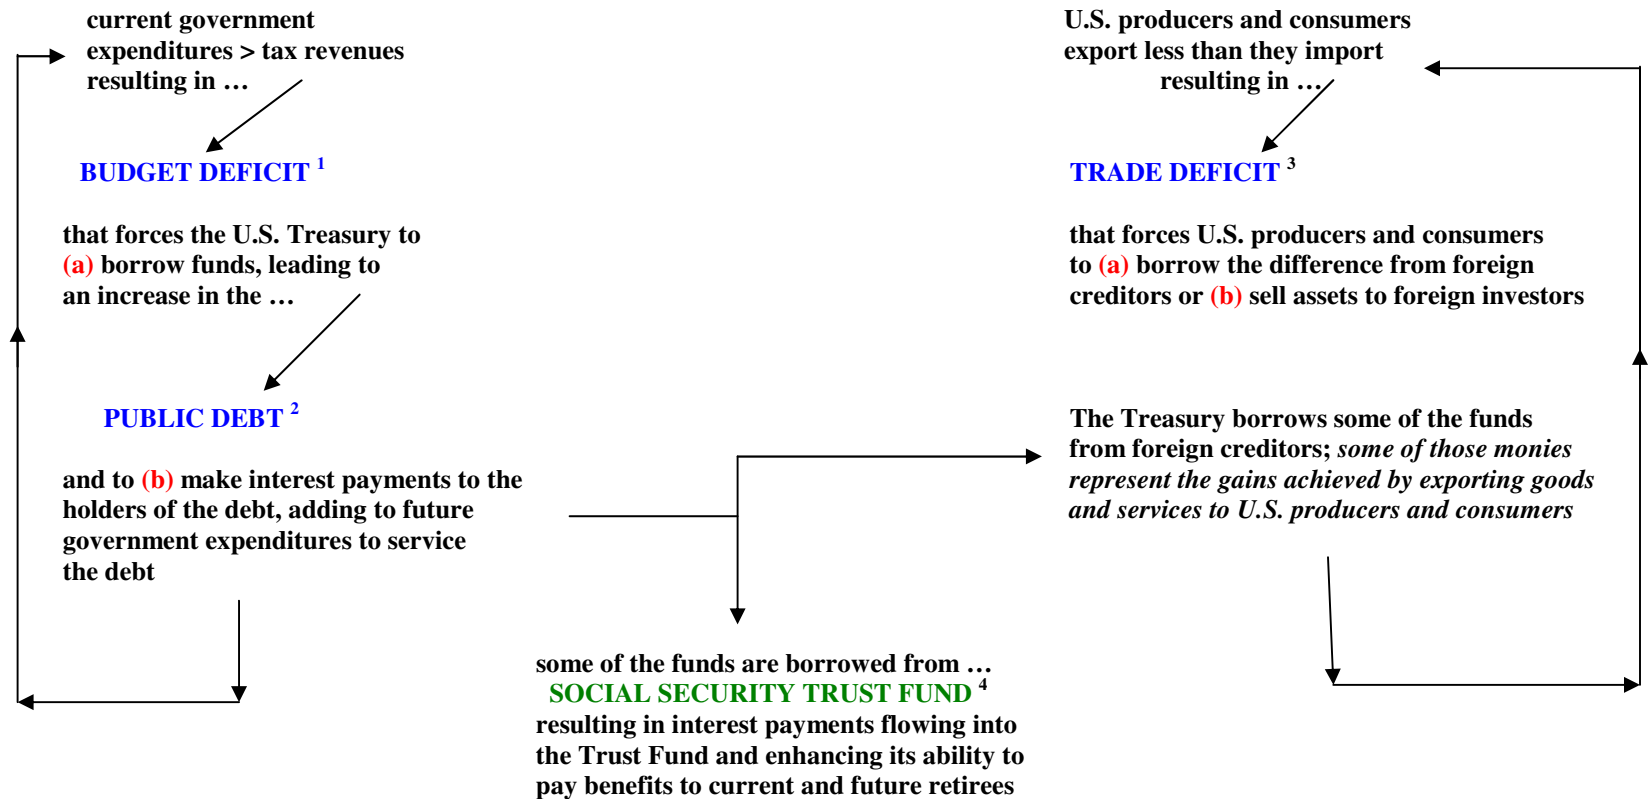 current government
expenditures > tax revenues
resulting in …
BUDGET DEFICIT 1
that forces the U.S. Treasury to
(a) borrow funds, leading to
an increase in the …
PUBLIC DEBT 2
and to (b) make interest payments to the
holders of the debt, adding to future
government expenditures to service
the debt
some of the funds are borrowed from …
SOCIAL SECURITY TRUST FUND 4
resulting in interest payments flowing into
the Trust Fund and enhancing its ability to
pay benefits to current and future retirees
U.S. producers and consumers
export less than they import
resulting in …
TRADE DEFICIT 3
that forces U.S. producers and consumers
to (a) borrow the difference from foreign
creditors or (b) sell assets to foreign investors
The Treasury borrows some of the funds
from foreign creditors; some of those monies
represent the gains achieved by exporting goods
and services to U.S. producers and consumers